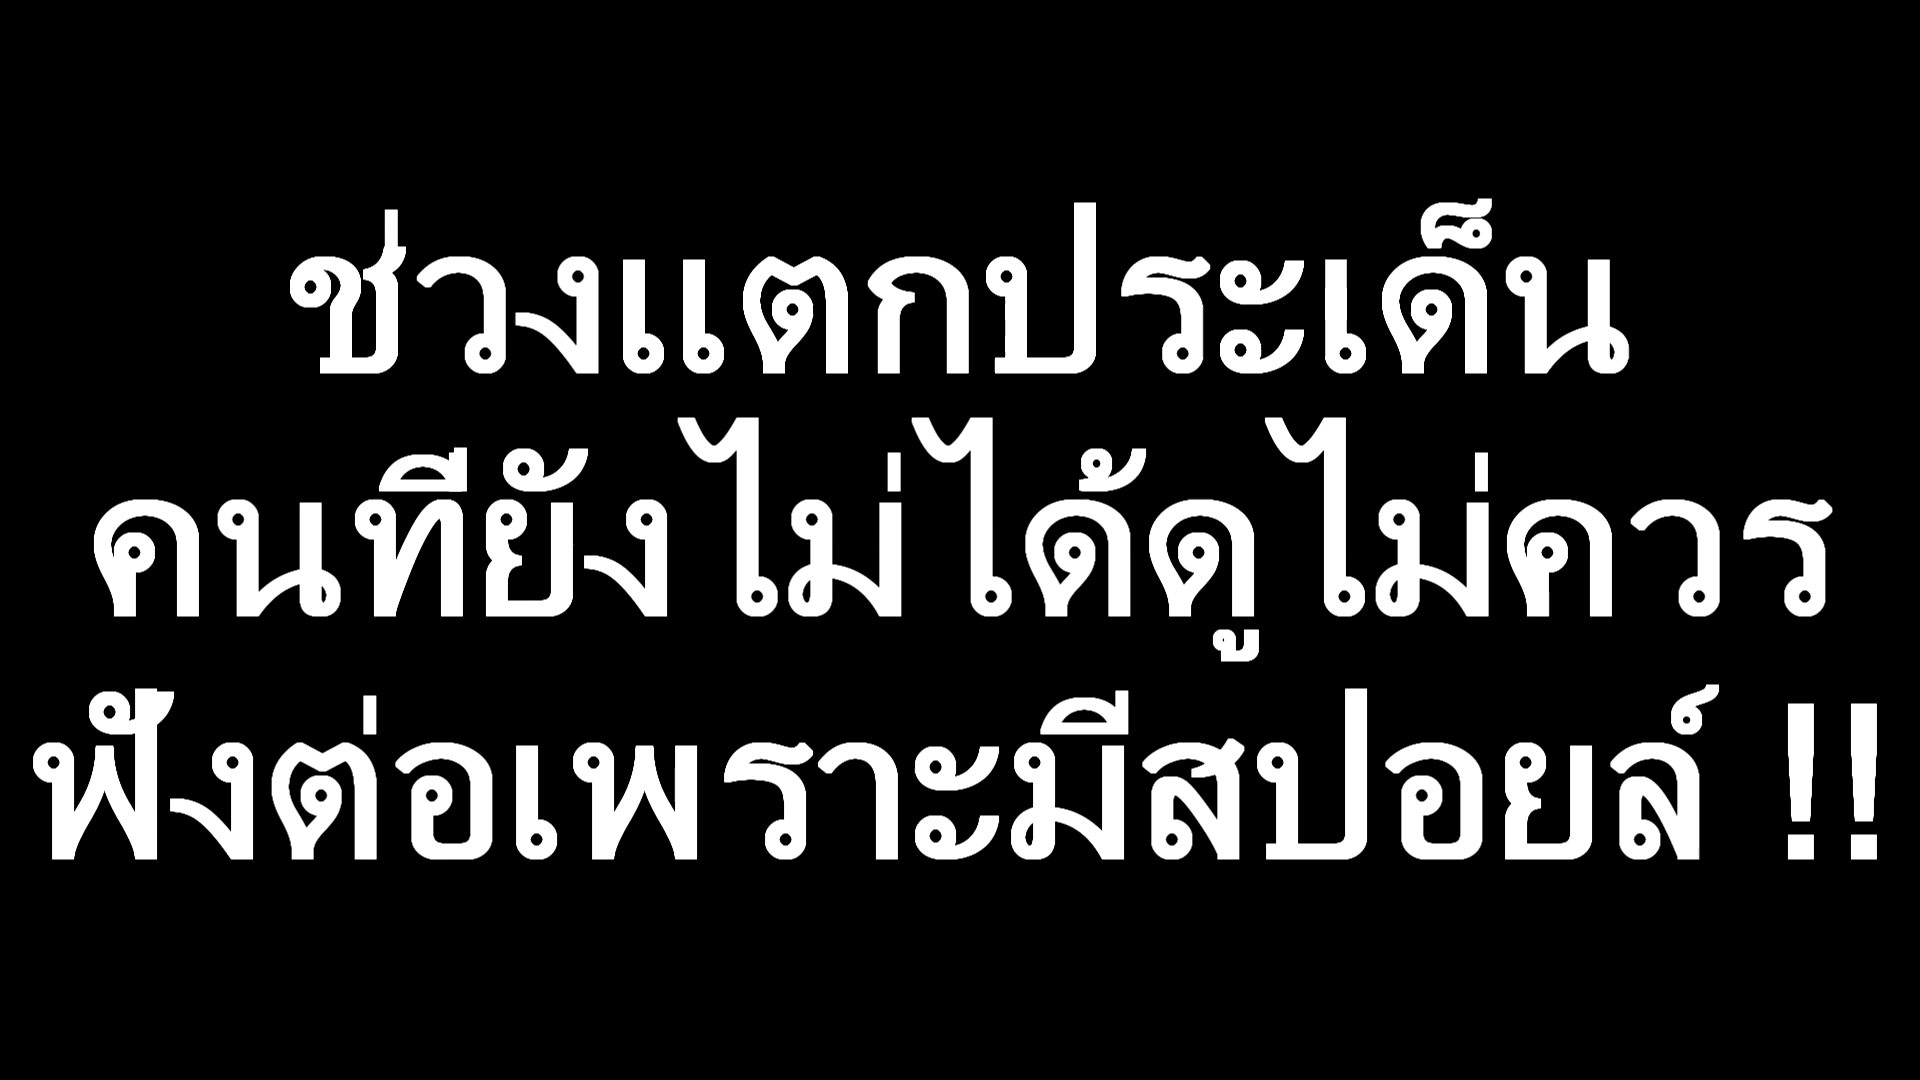 ช่วงแตกประเด็น
คนที่ยังไม่ได้ดูไม่ควร
ฟังต่อเพราะมีสปอยล์ !!